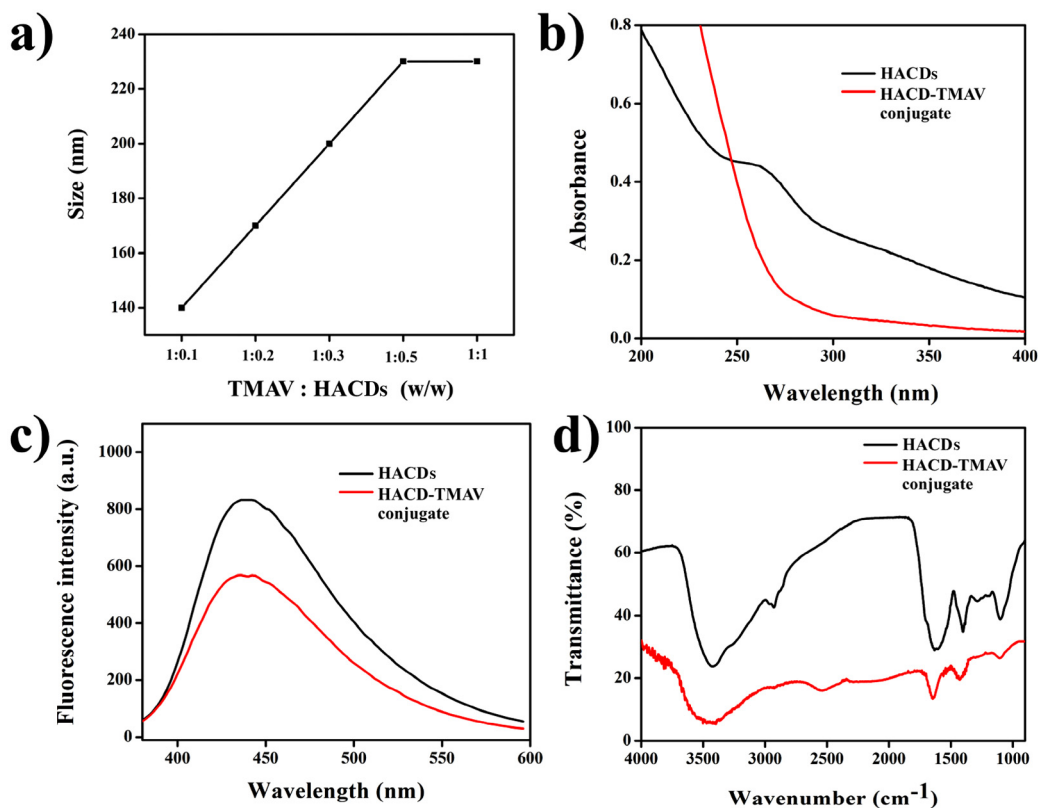 a)
240
220
200
180
160
140
Size (nm)
1:0.1
1:0.2
1:0.3
1:0.5
1:1
TMAV : HACDs (w/w)
b)
0.8
0.6
0.4
0.2
0.0
Absorbance
HACDs
HACD-TMAV
conjugate
200
250
300
350
400
Wavelength (nm)
c)
1000
800
600
400
200
0
Fluorescence intensity (a.u.)
HACDs
HACD-TMAV
conjugate
400
450
500
550
600
Wavelength (nm)
d)
100
80
60
40
20
0
Transmittance (%)
HACDs
HACD-TMAV
conjugate
4000
3000
2000
1500
1000
Wavenumber (cm⁻¹)